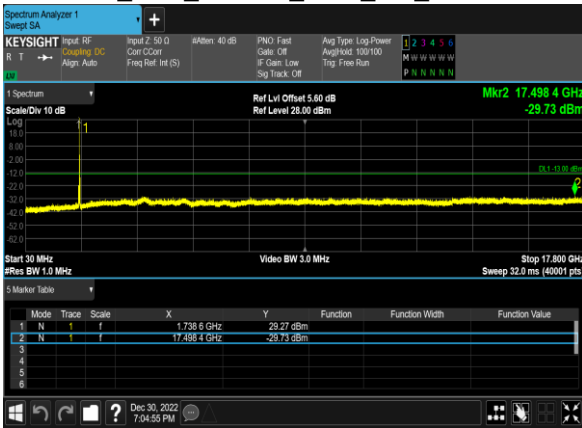 Spectrum Analyzer 1
Swept SA
KEYSIGHT Input: RF Input Z: 50 Ω #Atten: 40 dB PNO: Fast Avg Type: Log-Power 1 2 3 4 5 6
R T Coupling: DC Corr CCorr Gate: Off Avg|Hold: 100/100 M W W W W W
Align: Auto Freq Ref: Int (S) IF Gain: Low Trig: Free Run
LU Sig Track: Off P N N N N N
1 Spectrum Ref Lvl Offset 5.60 dB Mkr2 17.498 4 GHz
Scale/Div 10 dB Ref Level 28.00 dBm -29.73 dBm
Log
1
18.0
8.00
-2.00
DL1 -13.00 dBm
-12.0
2
-22.0
-32.0
-42.0
-52.0
-62.0
Start 30 MHz Video BW 3.0 MHz Stop 17.800 GHz
#Res BW 1.0 MHz Sweep 32.0 ms (40001 pts
5 Marker Table
Mode Trace Scale X Y Function Function Width Function Value
1 N 1 f 1.738 6 GHz 29.27 dBm
2 N 1 f 17.498 4 GHz -29.73 dBm
3
4
5
6
? Dec 30, 2022
7:04:55 PM